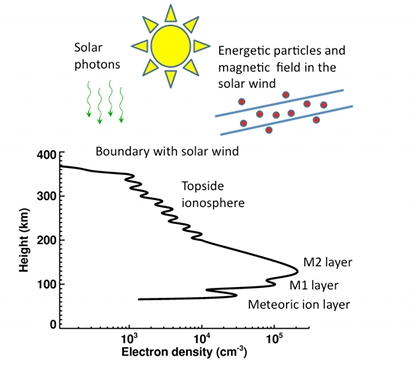 Solar
photons
Energetic particles and
magnetic field in the
solar wind
Boundary with solar wind
Topside
ionosphere
M2 layer
M1 layer
Meteoric ion layer
Height (km)
400
300
200
100
0
10³
10⁴
10⁵
Electron density (cm⁻³)